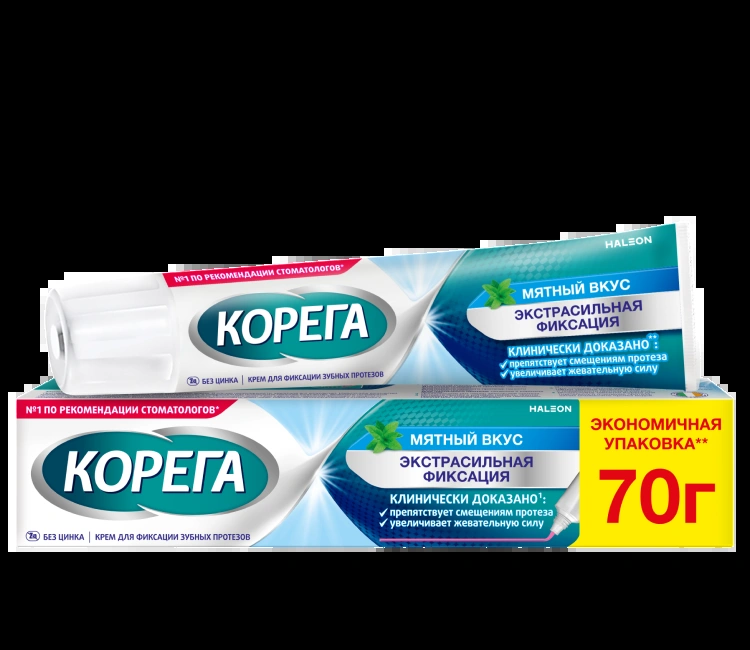 HALEON
№1 ПО РЕКОМЕНДАЦИИ СТОМАТОЛОГОВ*
КОРЕГА
МЯТНЫЙ ВКУС
ЭКСТРАСИЛЬНАЯ
ФИКСАЦИЯ
КЛИНИЧЕСКИ ДОКАЗАНО**:
✓ препятствует смещениям протеза
✓ увеличивает жевательную силу
Zn БЕЗ ЦИНКА | КРЕМ ДЛЯ ФИКСАЦИИ ЗУБНЫХ ПРОТЕЗОВ
№1 ПО РЕКОМЕНДАЦИИ СТОМАТОЛОГОВ*
HALEON
КОРЕГА
МЯТНЫЙ ВКУС
ЭКСТРАСИЛЬНАЯ
ФИКСАЦИЯ
КЛИНИЧЕСКИ ДОКАЗАНО¹:
✓ препятствует смещениям протеза
✓ увеличивает жевательную силу
Zn БЕЗ ЦИНКА | КРЕМ ДЛЯ ФИКСАЦИИ ЗУБНЫХ ПРОТЕЗОВ
ЭКОНОМИЧНАЯ
УПАКОВКА**
70г